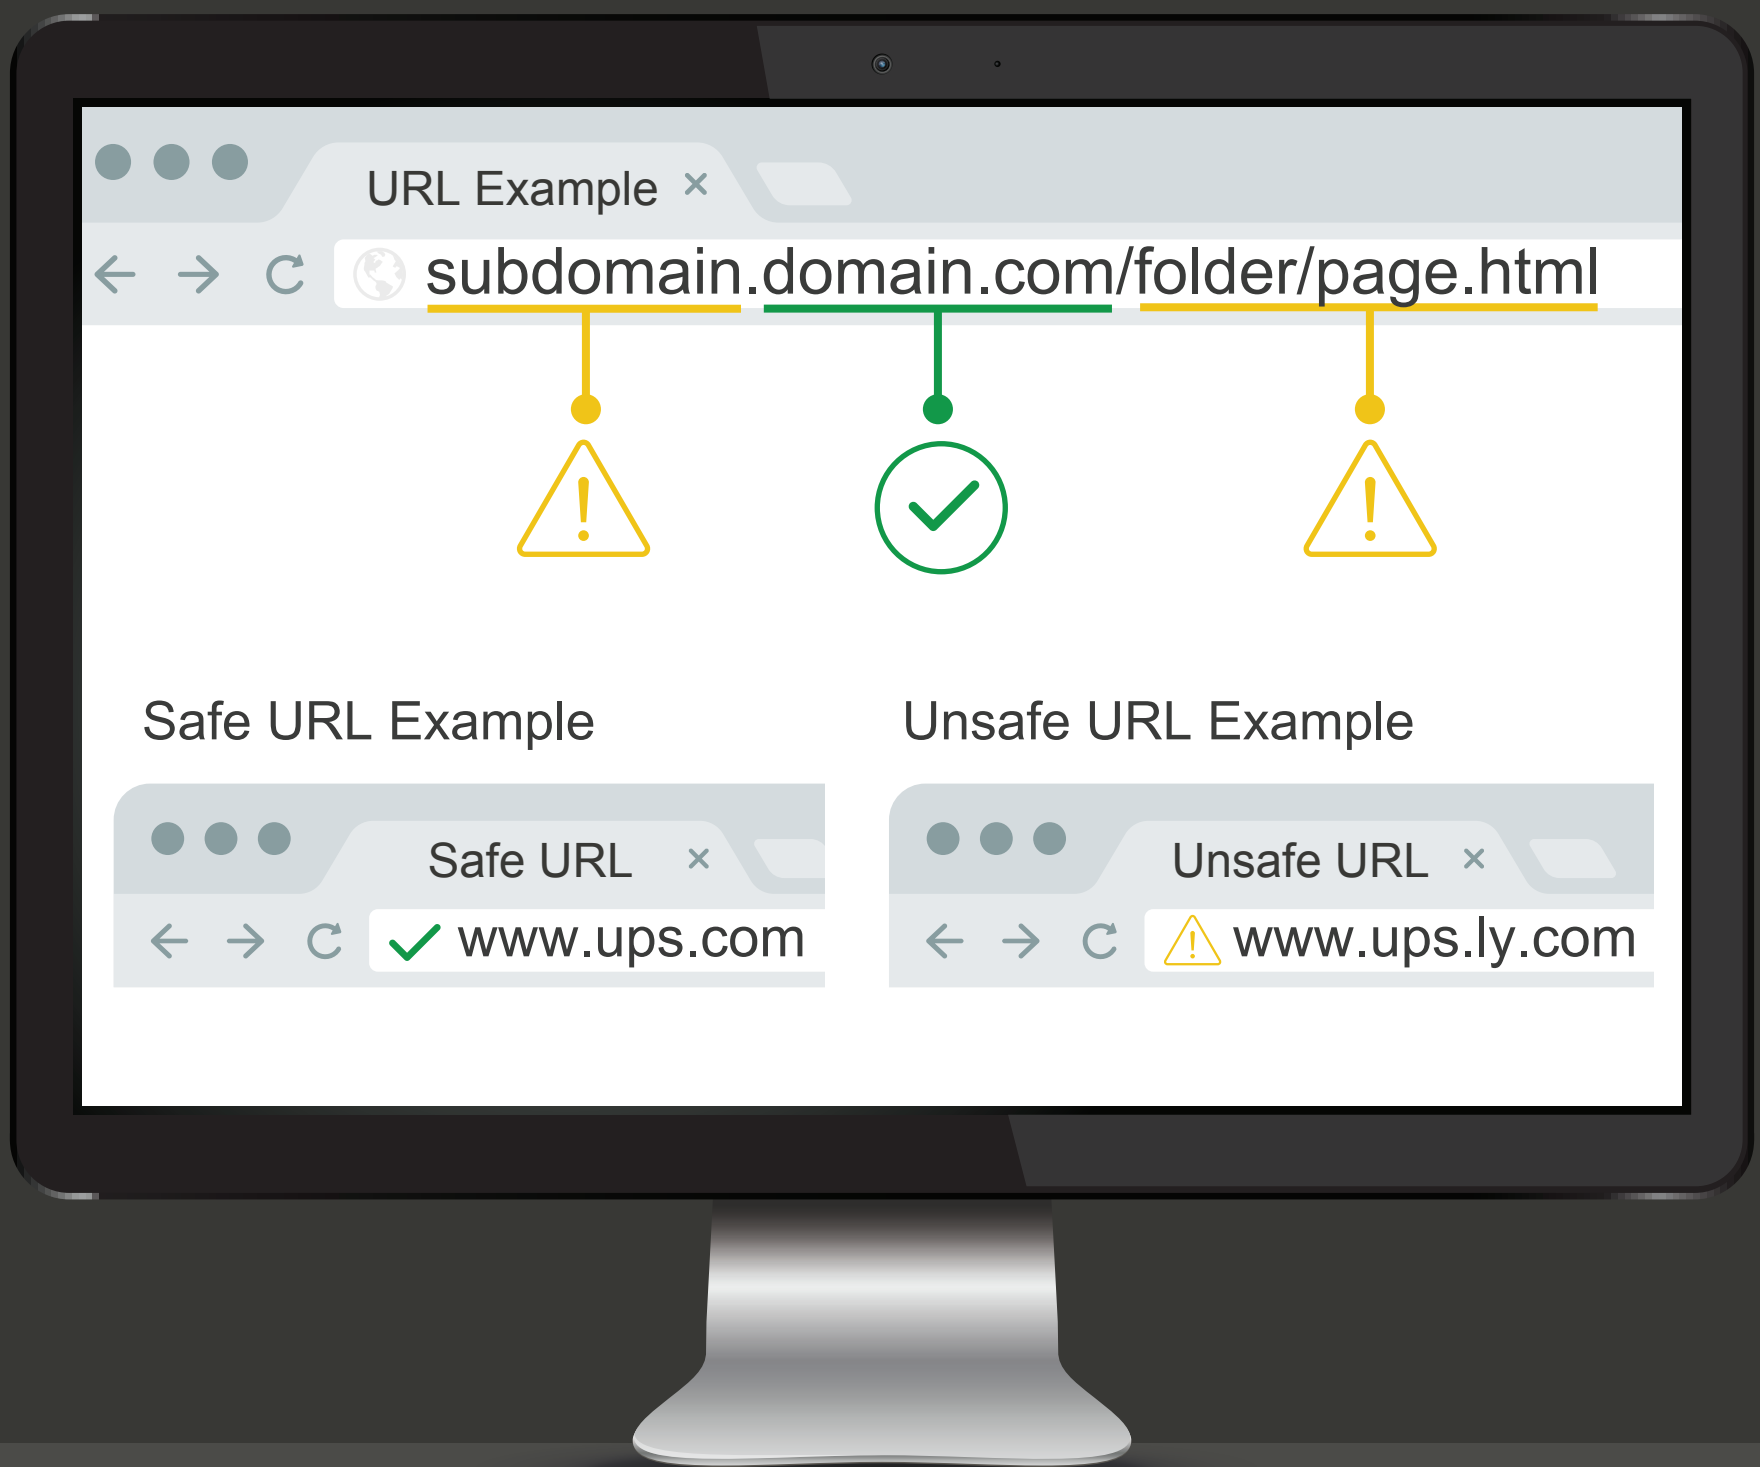 URL Example
subdomain.domain.com/folder/page.html
Safe URL Example
Unsafe URL Example
Safe URL
www.ups.com
Unsafe URL
www.ups.ly.com